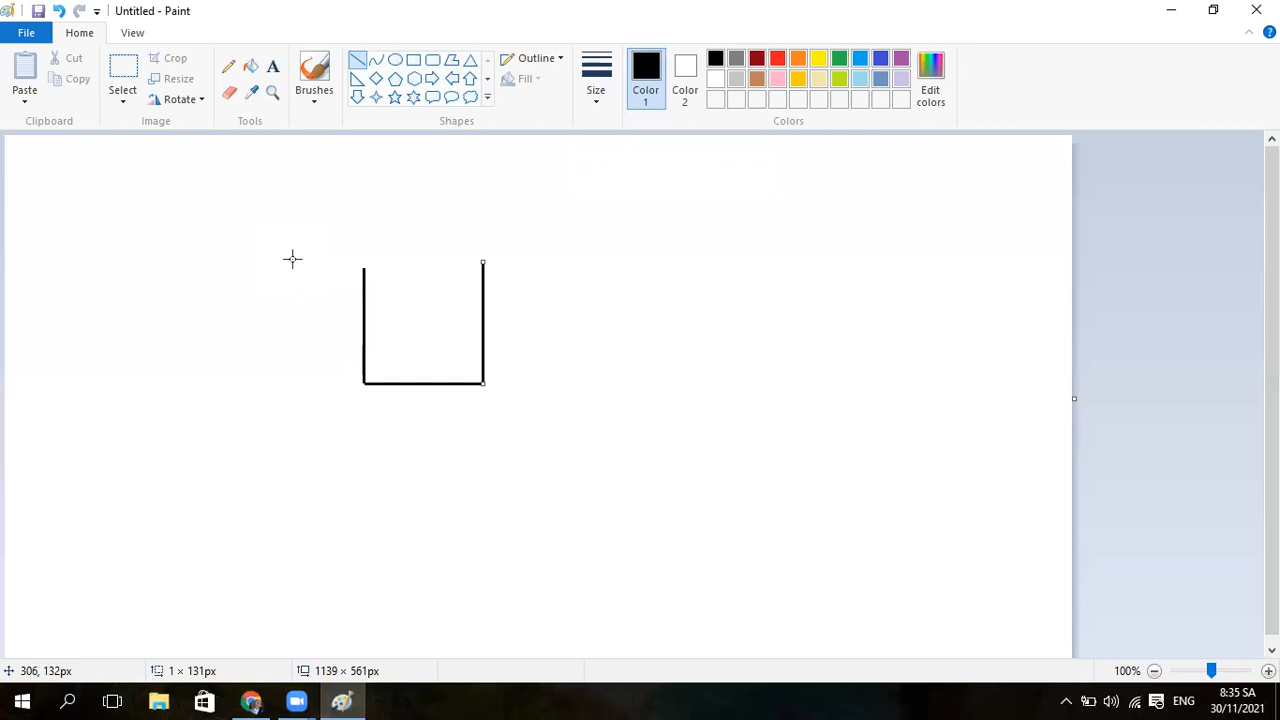 Untitled - Paint
File
Home
View
Paste
Cut
Copy
Clipboard
Select
Crop
Resize
Rotate
Image
A
Tools
Brushes
Outline
Fill
Shapes
Size
Color
1
Color
2
Edit
colors
Colors
306, 132px
1 × 131px
1139 × 561px
100%
ENG
8:35 SA
30/11/2021